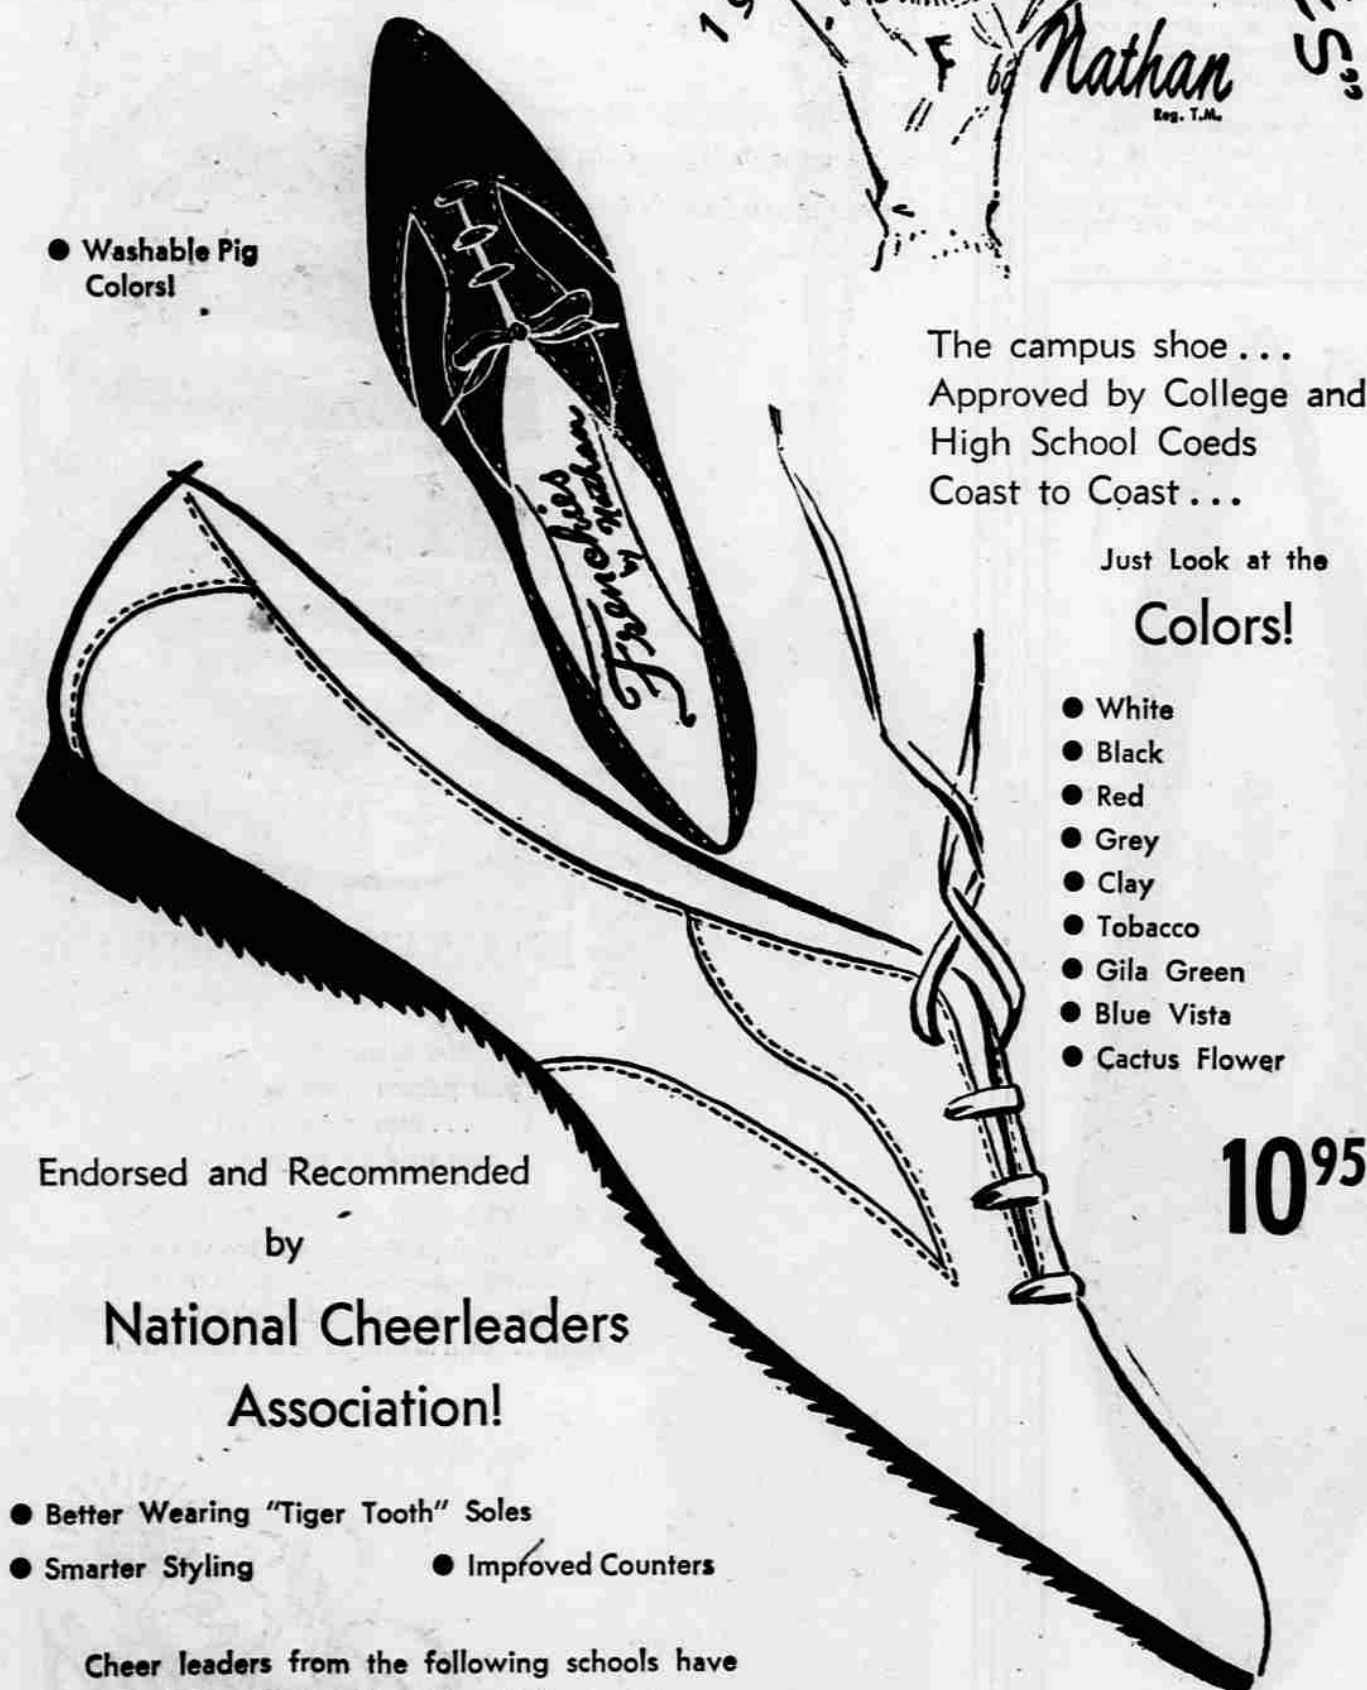 by Nathan
Reg. T.M.
● Washable Pig
Colors!
The campus shoe...
Approved by College and
High School Coeds
Coast to Coast...
Frenchies
by Nathan
Just Look at the
Colors!
● White
● Black
● Red
● Grey
● Clay
● Tobacco
● Gila Green
● Blue Vista
● Cactus Flower
10 95
Endorsed and Recommended
by
National Cheerleaders
Association!
● Better Wearing "Tiger Tooth" Soles
● Smarter Styling ● Improved Counters
Cheer leaders from the following schools have